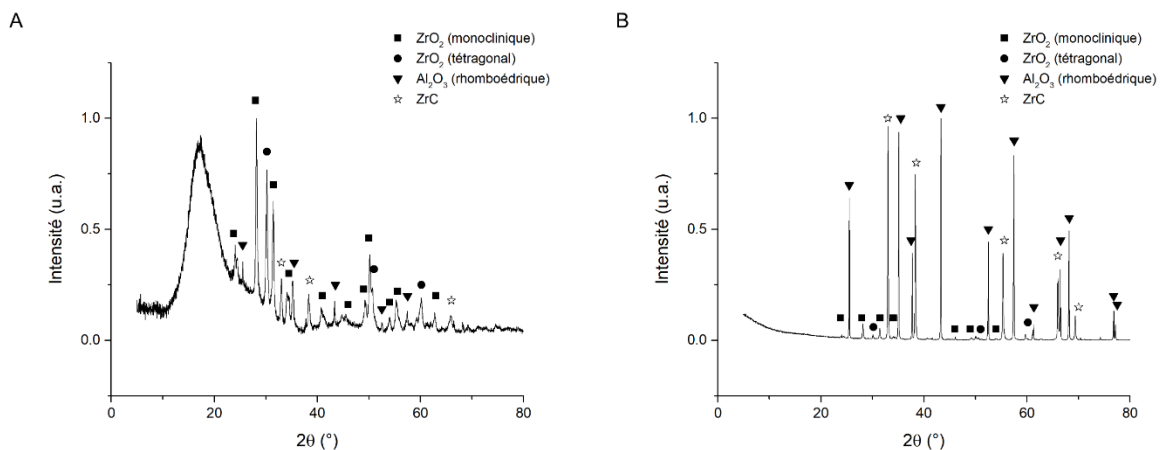 A
■ ZrO₂ (monoclinique)
● ZrO₂ (tétragonal)
▼ Al₂O₃ (rhomboédrique)
☆ ZrC
1.0
0.5
0.0
Intensité (u.a.)
0 20 40 60 80
2θ (°)
B
■ ZrO₂ (monoclinique)
● ZrO₂ (tétragonal)
▼ Al₂O₃ (rhomboédrique)
☆ ZrC
1.0
0.5
0.0
Intensité (u.a.)
20 40 60 80
2θ (°)